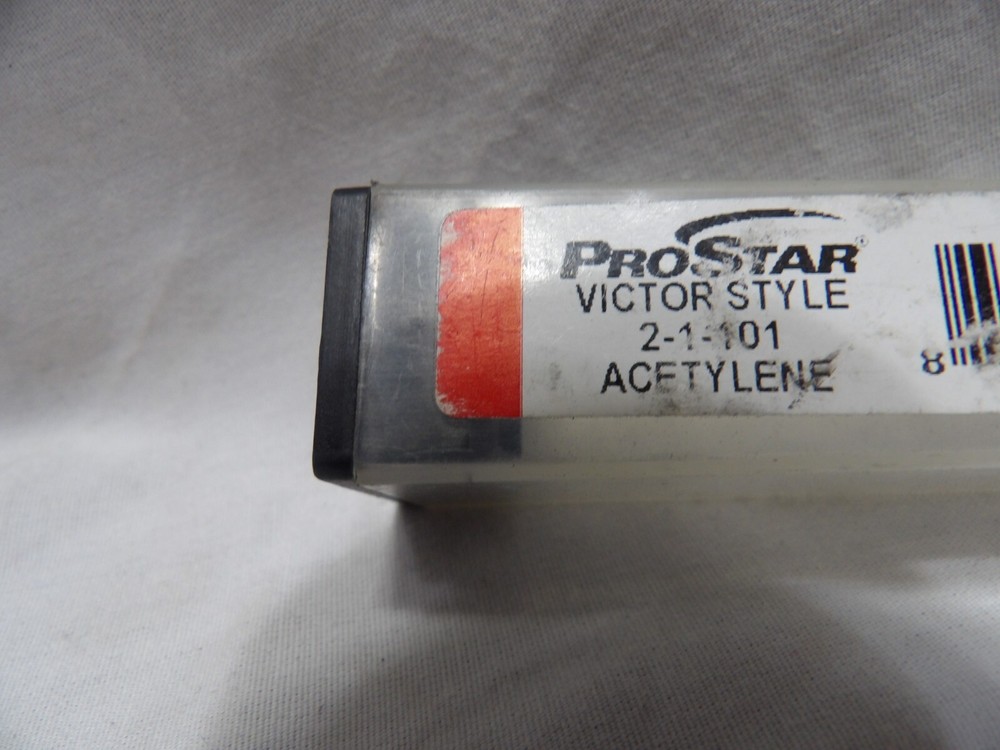 PROSTAR®
VICTOR STYLE
2-1-101
ACETYLENE
8